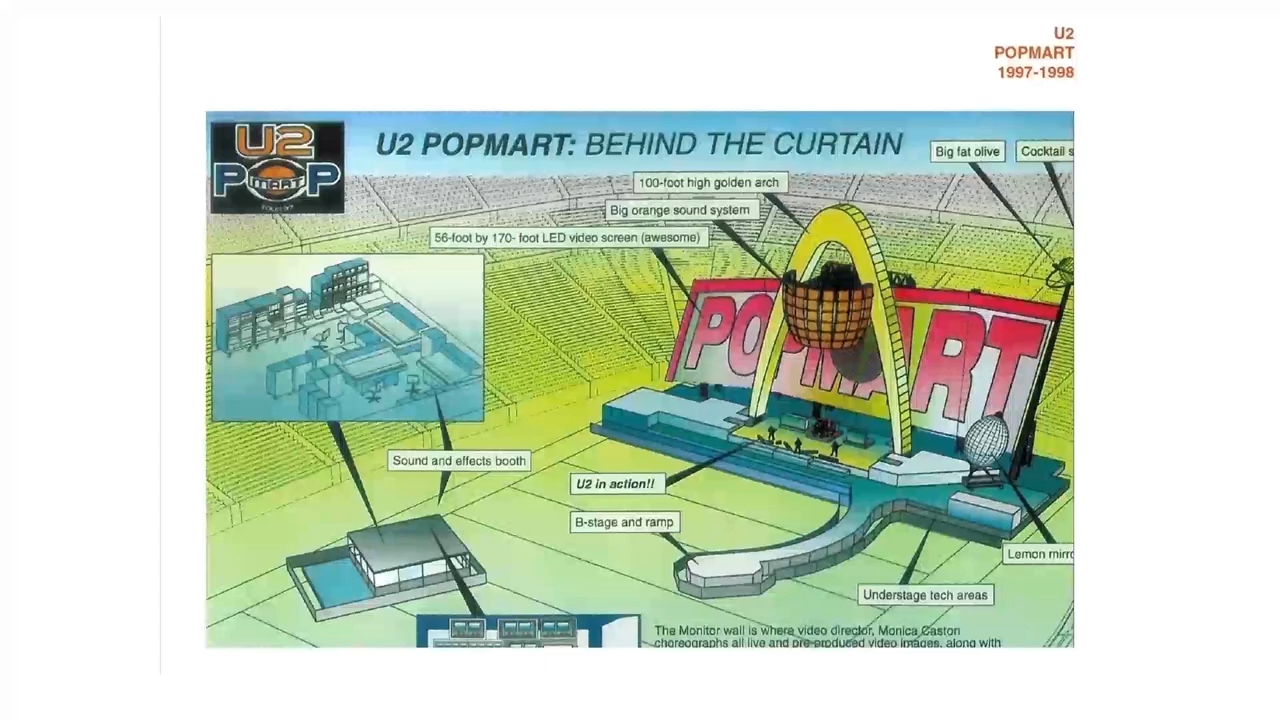 U2
POPMART
1997-1998
U2
POP
MART
U2 POPMART: BEHIND THE CURTAIN
Big fat olive
Cocktail s
100-foot high golden arch
Big orange sound system
56-foot by 170- foot LED video screen (awesome)
POPMART
Sound and effects booth
U2 in action!!
B-stage and ramp
Lemon mirro
Understage tech areas
The Monitor wall is where video director, Monica Caston
choreographs all live and pre-produced video images, along with